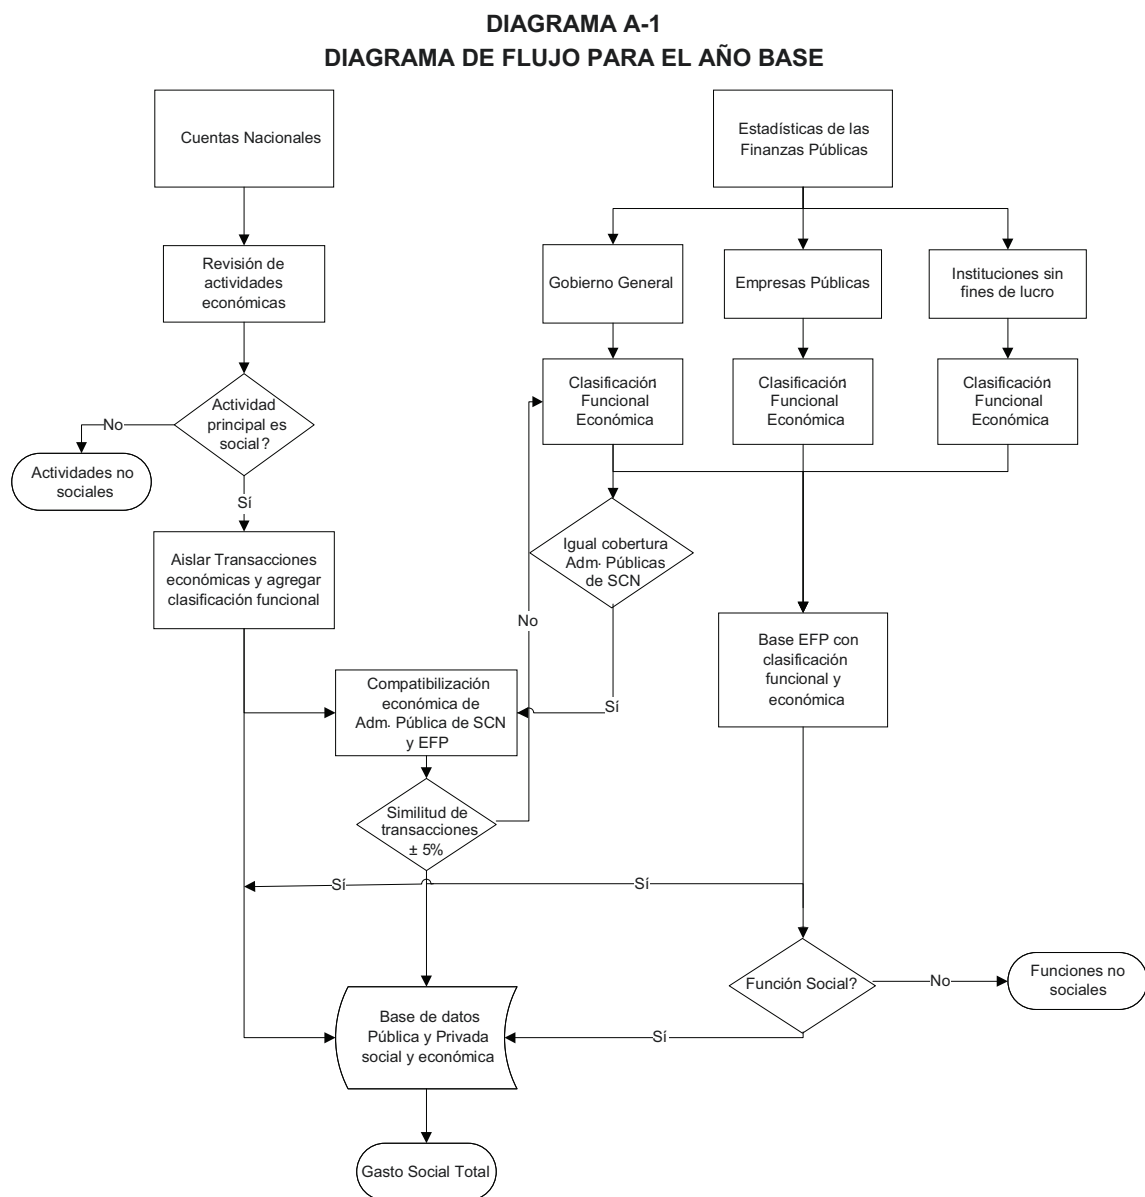 DIAGRAMA A-1
DIAGRAMA DE FLUJO PARA EL AÑO BASE
Cuentas Nacionales
Estadísticas de las
Finanzas Públicas
Revisión de
actividades
económicas
Gobierno General
Empresas Públicas
Instituciones sin
fines de lucro
Actividad
principal es
social?
No
Actividades no
sociales
Sí
Clasificación
Funcional
Económica
Clasificación
Funcional
Económica
Clasificación
Funcional
Económica
Aislar Transacciones
económicas y agregar
clasificación funcional
Igual cobertura
Adm. Públicas
de SCN
No
Sí
Base EFP con
clasificación
funcional y
económica
Compatibilización
económica de
Adm. Pública de SCN
y EFP
Similitud de
transacciones
± 5%
Sí
Sí
Función Social?
No
Funciones no
sociales
Sí
Base de datos
Pública y Privada
social y económica
Gasto Social Total